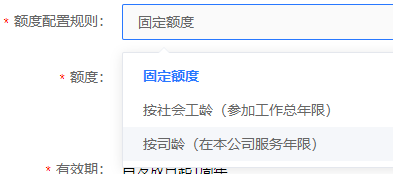 * 额度配置规则： 固定额度
固定额度
* 额度：
按社会工龄（参加工作总年限）
按司龄（在本公司服务年限）
* 有效期：